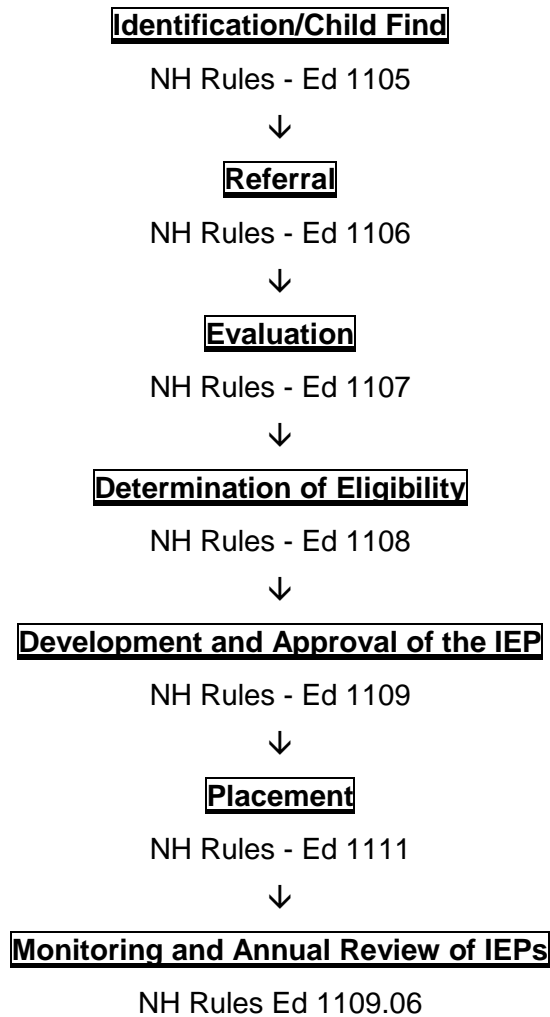 Identification/Child Find
NH Rules - Ed 1105
↓
Referral
NH Rules - Ed 1106
↓
Evaluation
NH Rules - Ed 1107
↓
Determination of Eligibility
NH Rules - Ed 1108
↓
Development and Approval of the IEP
NH Rules - Ed 1109
↓
Placement
NH Rules - Ed 1111
↓
Monitoring and Annual Review of IEPs
NH Rules Ed 1109.06